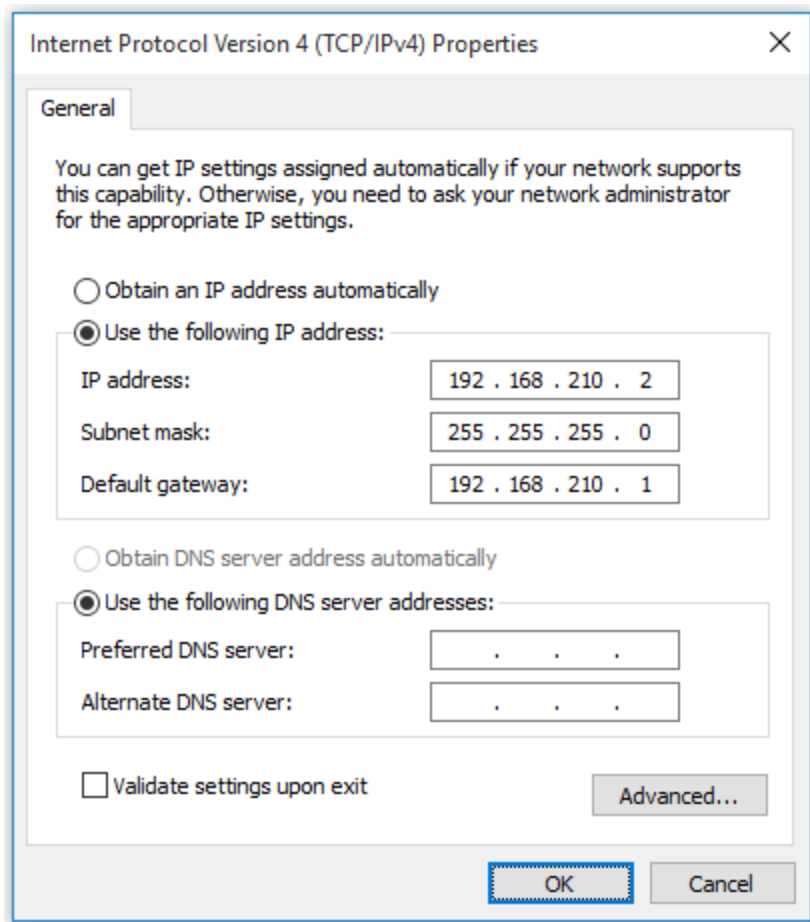 Internet Protocol Version 4 (TCP/IPv4) Properties
General
You can get IP settings assigned automatically if your network supports
this capability. Otherwise, you need to ask your network administrator
for the appropriate IP settings.
Obtain an IP address automatically
Use the following IP address:
IP address: 192 . 168 . 210 . 2
Subnet mask: 255 . 255 . 255 . 0
Default gateway: 192 . 168 . 210 . 1
Obtain DNS server address automatically
Use the following DNS server addresses:
Preferred DNS server: . . .
Alternate DNS server: . . .
Validate settings upon exit
Advanced...
OK Cancel